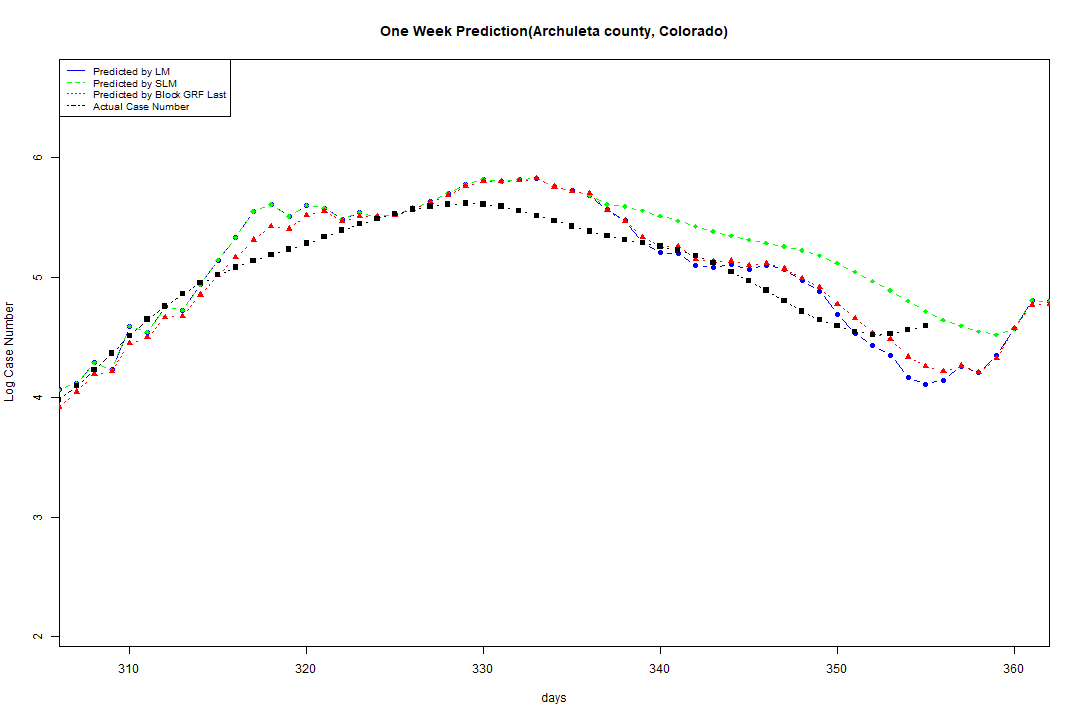 One Week Prediction(Archuleta county, Colorado)
Predicted by LM
Predicted by SLM
Predicted by Block GRF Last
Actual Case Number
6
5
4
3
2
Log Case Number
310 320 330 340 350 360
days